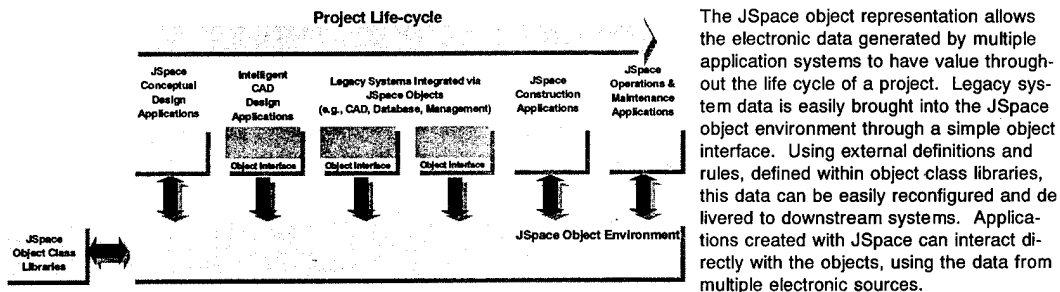 Project Life-cycle
JSpace
Conceptual
Design
Applications
Intelligent
CAD
Design
Applications
Legacy Systems Integrated via
JSpace Objects
(e.g., CAD, Database, Management)
JSpace
Construction
Applications
JSpace
Operations &
Maintenance
Applications
Object Interface
Object Interface
Object Interface
JSpace Object Environment
JSpace
Object Class
Libraries
The JSpace object representation allows
the electronic data generated by multiple
application systems to have value through-
out the life cycle of a project. Legacy sys-
tem data is easily brought into the JSpace
object environment through a simple object
interface. Using external definitions and
rules, defined within object class libraries,
this data can be easily reconfigured and de
livered to downstream systems. Applica-
tions created with JSpace can interact di-
rectly with the objects, using the data from
multiple electronic sources.